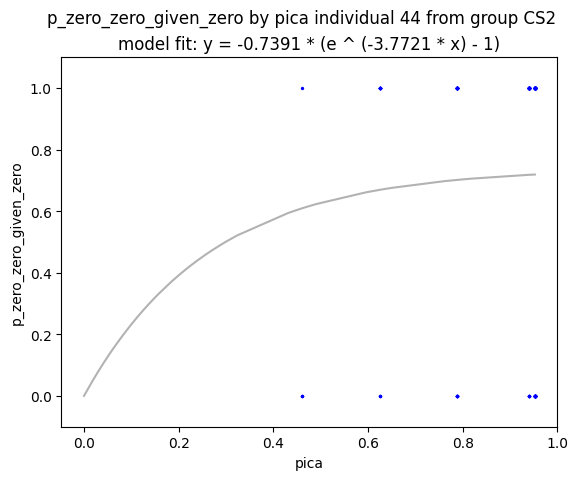 p_zero_zero_given_zero by pica individual 44 from group CS2
model fit: y = -0.7391 * (e ^ (-3.7721 * x) - 1)
1.0
0.8
0.6
0.4
0.2
0.0
p_zero_zero_given_zero
0.0 0.2 0.4 0.6 0.8 1.0
pica